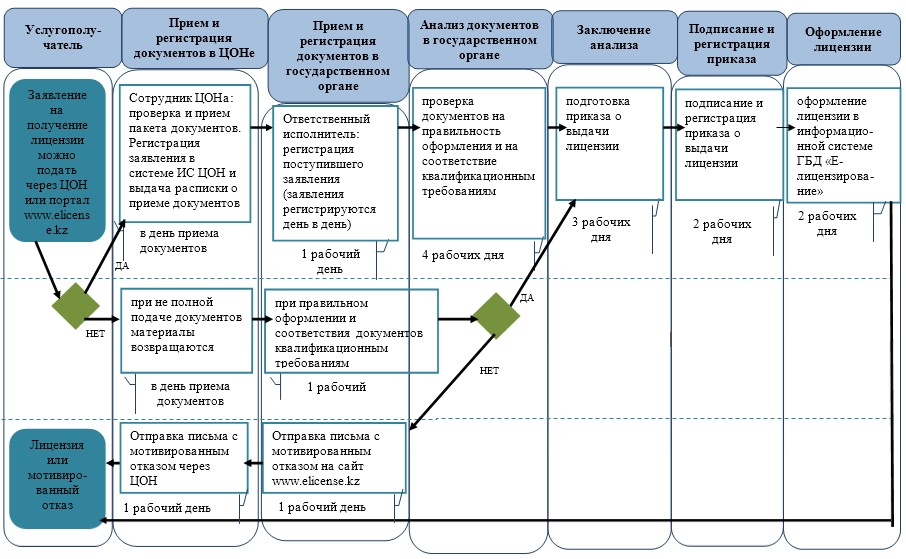 Услугополу-
чатель
Прием и
регистрация
документов в ЦОНе
Прием и
регистрация
документов в
государственном
органе
Анализ документов
в государственном
органе
Заключение
анализа
Подписание и
регистрация
приказа
Оформление
лицензии
Заявление
на
получение
лицензии
можно
подать
через ЦОН
или портал
www.elicens
e.kz
Сотрудник ЦОНа:
проверка и прием
пакета документов.
Регистрация
заявления в
системе ИС ЦОН и
выдача расписки о
приеме документов
в день приема
документов
Ответственный
исполнитель:
регистрация
поступившего
заявления
(заявления
регистрируются
день в день)
1 рабочий
день
проверка
документов на
правильность
оформления и на
соответствие
квалификационным
требованиям
4 рабочих дня
подготовка
приказа о
выдачи
лицензии
3 рабочих
дня
подписание и
регистрация
приказа о
выдачи
лицензии
2 рабочих
дня
оформление
лицензии в
информацио-
ной системе
ГБД «Е-
лицензирова-
ние»
2 рабочих
дня
ДА
НЕТ
при не полной
подаче документов
материалы
возвращаются
в день приема
документов
при правильном
оформлении и
соответствия документов
квалификационным
требованиям
1 рабочий
ДА
НЕТ
Лицензия
или
мотивиро-
ванный
отказ
Отправка письма с
мотивированным
отказом через
ЦОН
1 рабочий день
Отправка письма с
мотивированным
отказом на сайт
www.elicense.kz
1 рабочий день